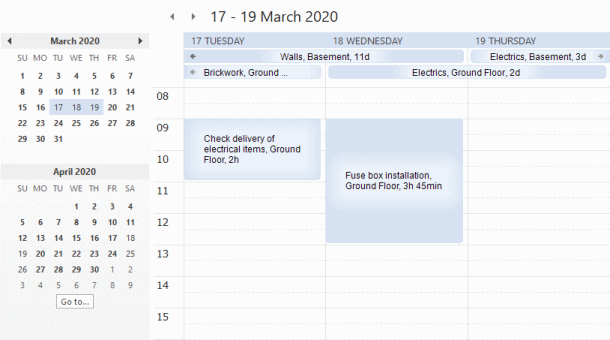 17 - 19 March 2020
March 2020
SU MO TU WE TH FR SA
1 2 3 4 5 6 7
8 9 10 11 12 13 14
15 16 17 18 19 20 21
22 23 24 25 26 27 28
29 30 31
April 2020
SU MO TU WE TH FR SA
1 2 3 4
5 6 7 8 9 10 11
12 13 14 15 16 17 18
19 20 21 22 23 24 25
26 27 28 29 30 1 2
3 4 5 6 7 8 9
Go to...
17 TUESDAY 18 WEDNESDAY 19 THURSDAY
Walls, Basement, 11d Electrics, Basement, 3d
Brickwork, Ground ... Electrics, Ground Floor, 2d
08
09
Check delivery of
electrical items, Ground
Floor, 2h
10
Fuse box installation,
Ground Floor, 3h 45min
11
12
13
14
15